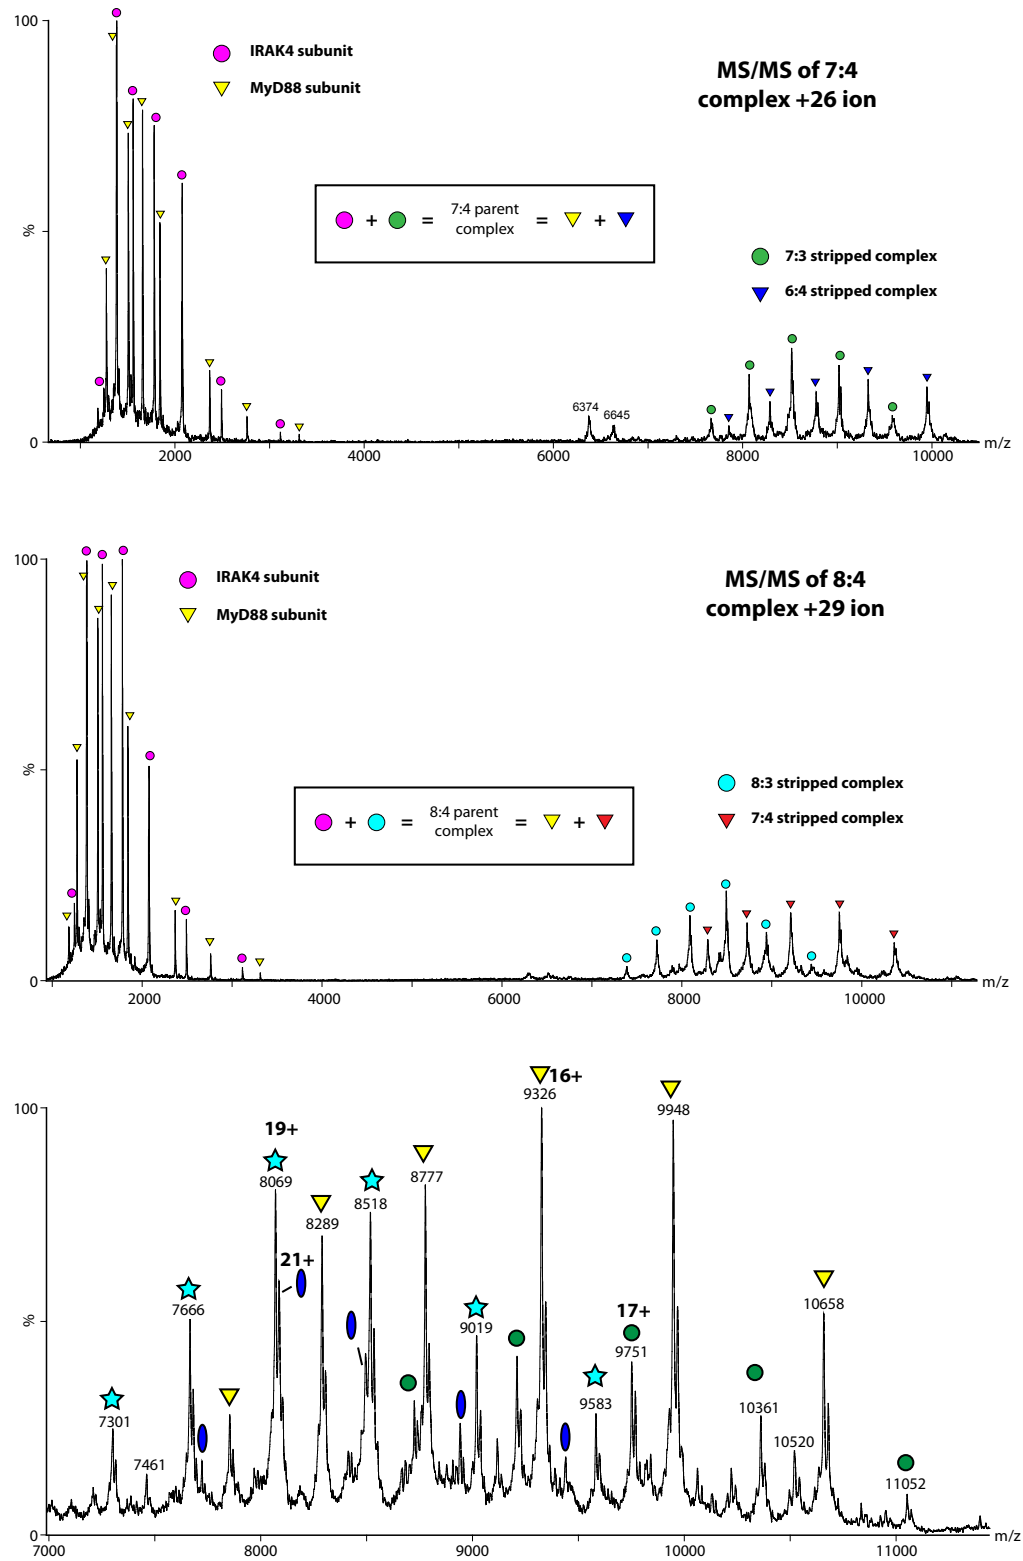 100
IRAK4 subunit
MyD88 subunit
MS/MS of 7:4
complex +26 ion
%
+ = 7:4 parent complex = +
7:3 stripped complex
6:4 stripped complex
6374
6645
0
2000 4000 6000 8000 10000 m/z
100
IRAK4 subunit
MyD88 subunit
MS/MS of 8:4
complex +29 ion
%
+ = 8:4 parent complex = +
8:3 stripped complex
7:4 stripped complex
0
2000 4000 6000 8000 10000 m/z
16+
9326
100
9948
19+
8069
8777
8518
8289
21+
7666
9019
%
17+
9751
10658
9583
7301
10361
7461
10520
11052
0
7000 8000 9000 10000 11000 m/z